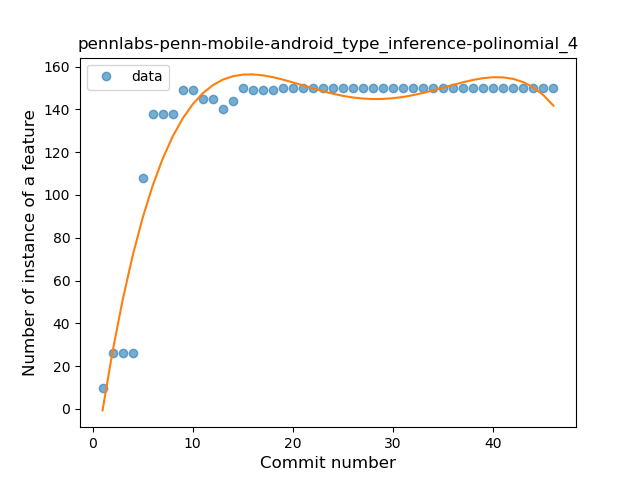 pennlabs-penn-mobile-android_type_inference-polinomial_4
data
Number of instance of a feature
160
140
120
100
80
60
40
20
0
0 10 20 30 40
Commit number